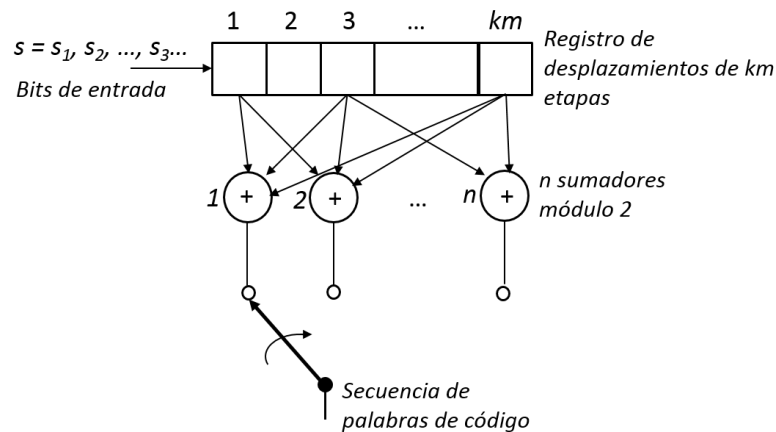 1 2 3 ... km
s = s1, s2, ..., s3...
Bits de entrada
Registro de
desplazamientos de km
etapas
1 + 2 + ... n +
n sumadores
módulo 2
Secuencia de
palabras de código